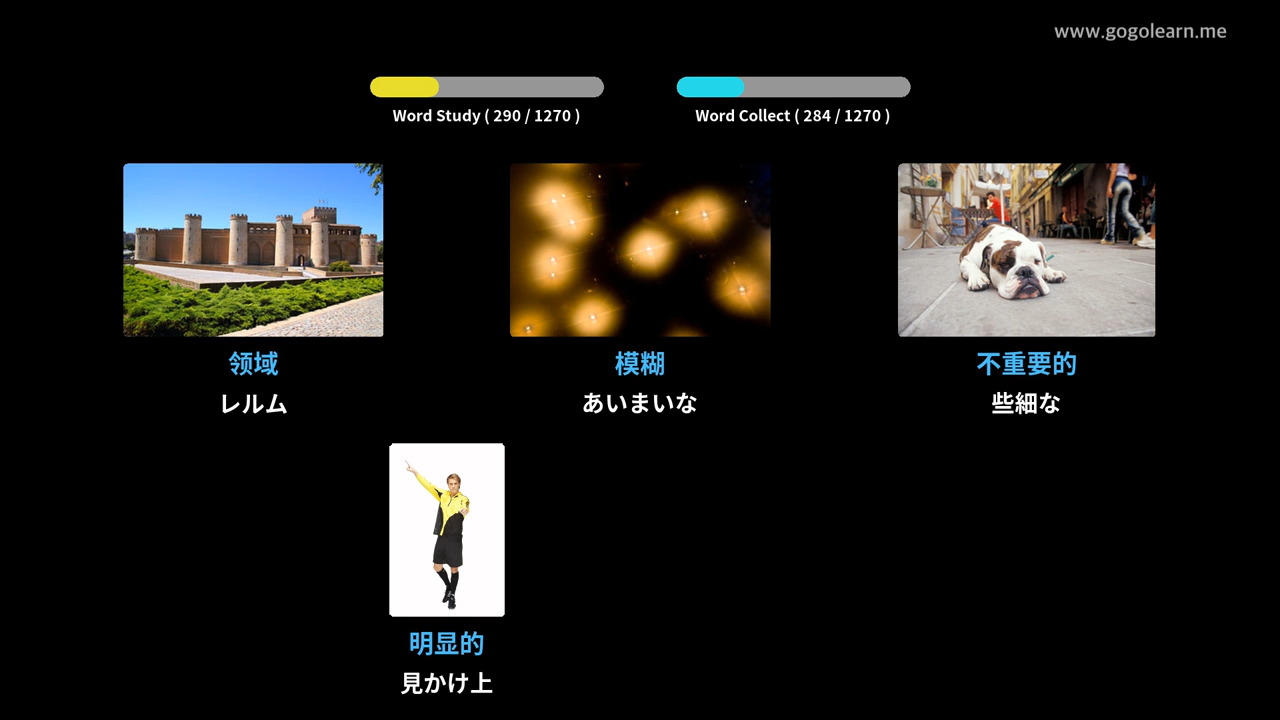 www.gogolearn.me
Word Study ( 290 / 1270 )
Word Collect ( 284 / 1270 )
领域
レルム
模糊
あいまいな
不重要的
些細な
明显的
見かけ上